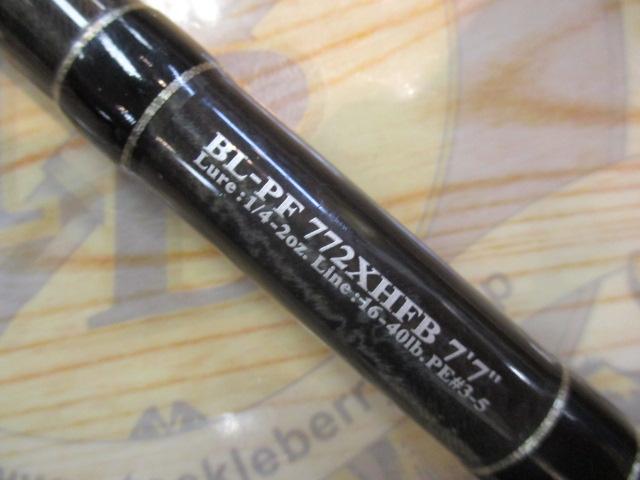 BL-PF 772XHFB 7'7"
Lure:1/4-2oz. Line:16-40lb. PE#3-5